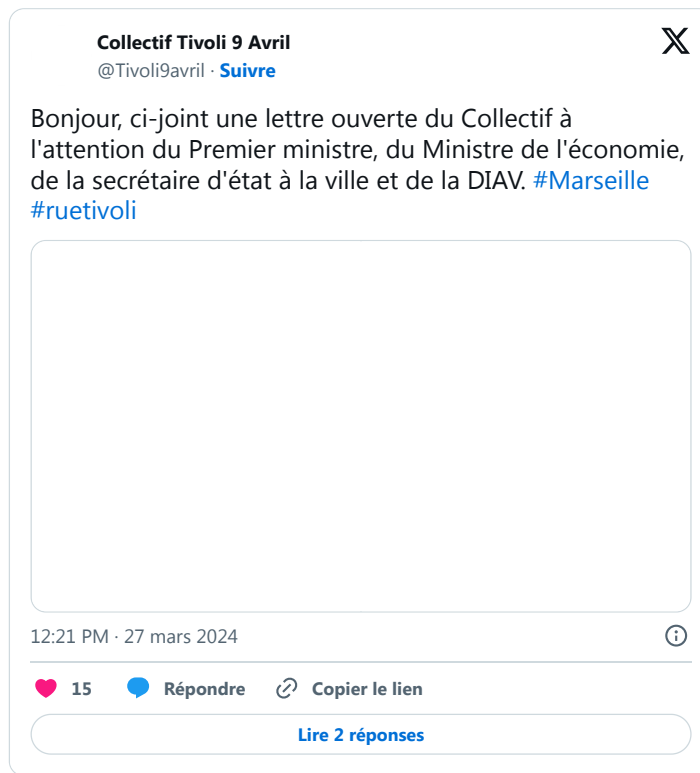 Collectif Tivoli 9 Avril
@Tivoli9avril · Suivre
Bonjour, ci-joint une lettre ouverte du Collectif à
l'attention du Premier ministre, du Ministre de l'économie,
de la secrétaire d'état à la ville et de la DIAV. #Marseille
#ruetivoli
12:21 PM · 27 mars 2024
15 Répondre Copier le lien
Lire 2 réponses